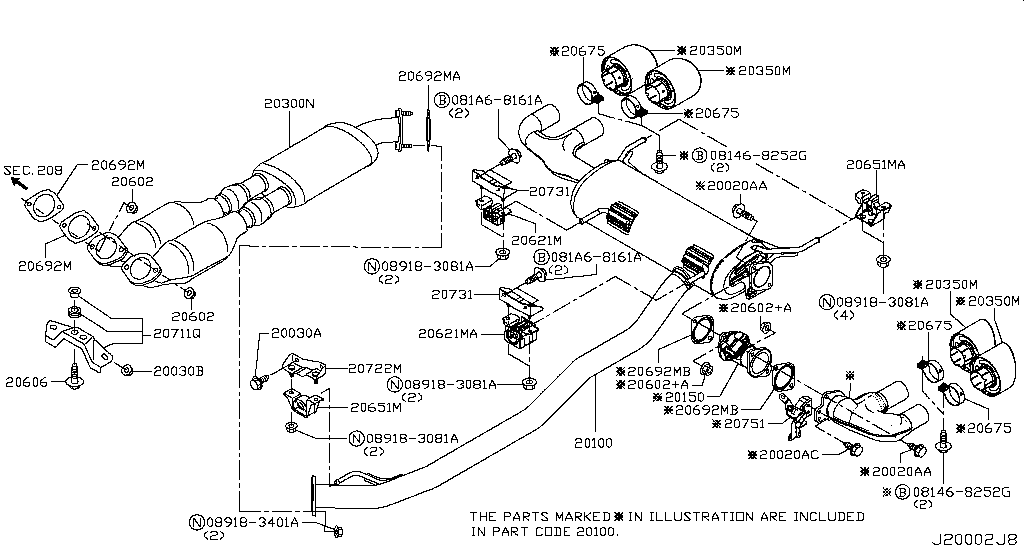 ※20675
※20350M
※20350M
20692MA
20300N
Ⓑ081A6-8161A
(2)
※20675
SEC.208
20692M
20602
20731
※Ⓑ08146-8252G
(2)
20651MA
※20020AA
20621M
20692M
Ⓝ08918-3081A
(2)
Ⓑ081A6-8161A
(2)
20731
20602
20711Q
20030A
20621MA
※20602+A
Ⓝ08918-3081A
(4)
※20350M
※20350M
※20675
20606
20030B
20722M
Ⓝ08918-3081A
(2)
20651M
※20692MB
※20602+A
※20150
※20692MB
※20751
※
※20675
Ⓝ08918-3081A
(2)
20100
※20020AC
※20020AA
※Ⓑ08146-8252G
(2)
Ⓝ08918-3401A
(2)
THE PARTS MARKED※IN ILLUSTRATION ARE INCLUDED
IN PART CODE 20100.
J20002J8